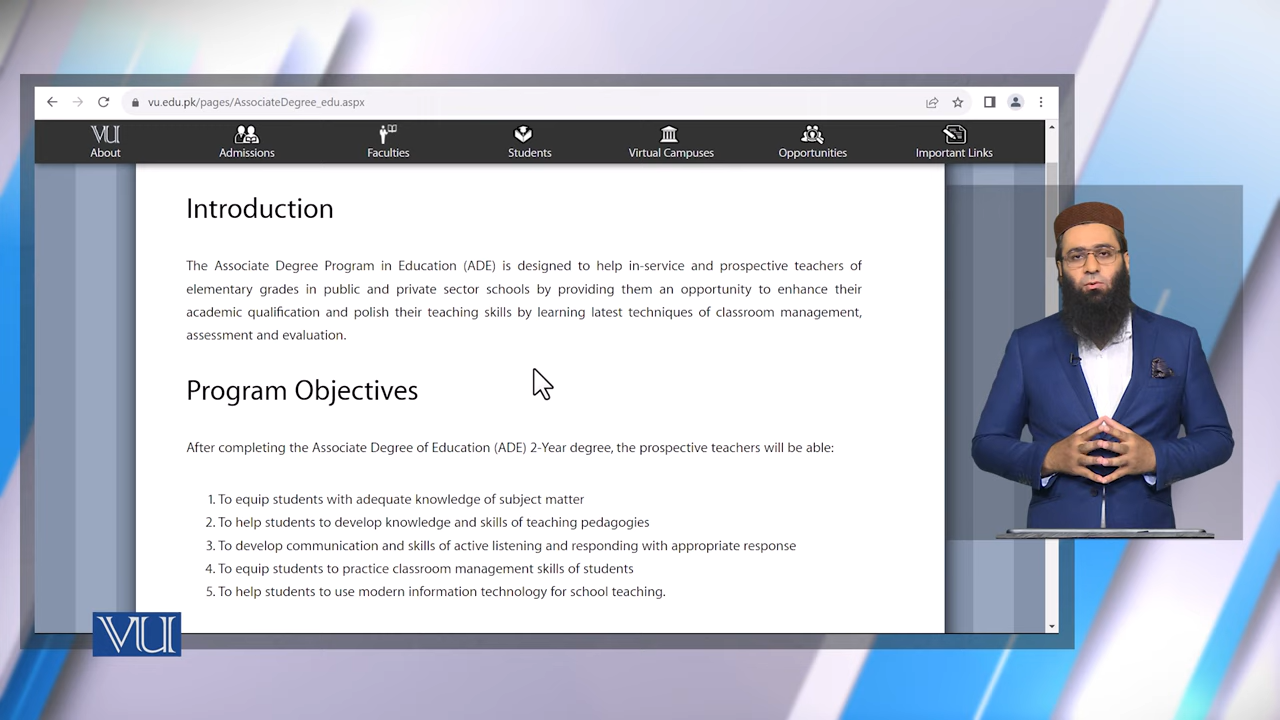 vu.edu.pk/pages/AssociateDegree_edu.aspx
VU
About
Admissions
Faculties
Students
Virtual Campuses
Opportunities
Important Links
Introduction
The Associate Degree Program in Education (ADE) is designed to help in-service and prospective teachers of
elementary grades in public and private sector schools by providing them an opportunity to enhance their
academic qualification and polish their teaching skills by learning latest techniques of classroom management,
assessment and evaluation.
Program Objectives
After completing the Associate Degree of Education (ADE) 2-Year degree, the prospective teachers will be able:
1. To equip students with adequate knowledge of subject matter
2. To help students to develop knowledge and skills of teaching pedagogies
3. To develop communication and skills of active listening and responding with appropriate response
4. To equip students to practice classroom management skills of students
5. To help students to use modern information technology for school teaching.
VU